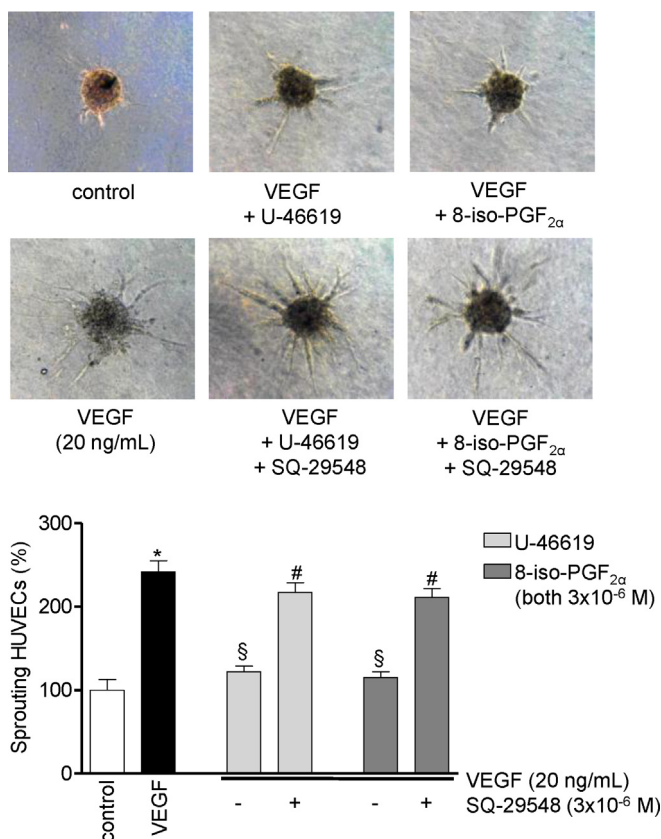 control
VEGF
+ U-46619
VEGF
+ 8-iso-PGF2α
VEGF
(20 ng/mL)
VEGF
+ U-46619
+ SQ-29548
VEGF
+ 8-iso-PGF2α
+ SQ-29548
Sprouting HUVECs (%)
300
200
100
0
*
§
#
§
#
U-46619
8-iso-PGF2α
(both 3x10-6 M)
control
VEGF
- + - +
VEGF (20 ng/mL)
SQ-29548 (3x10-6 M)